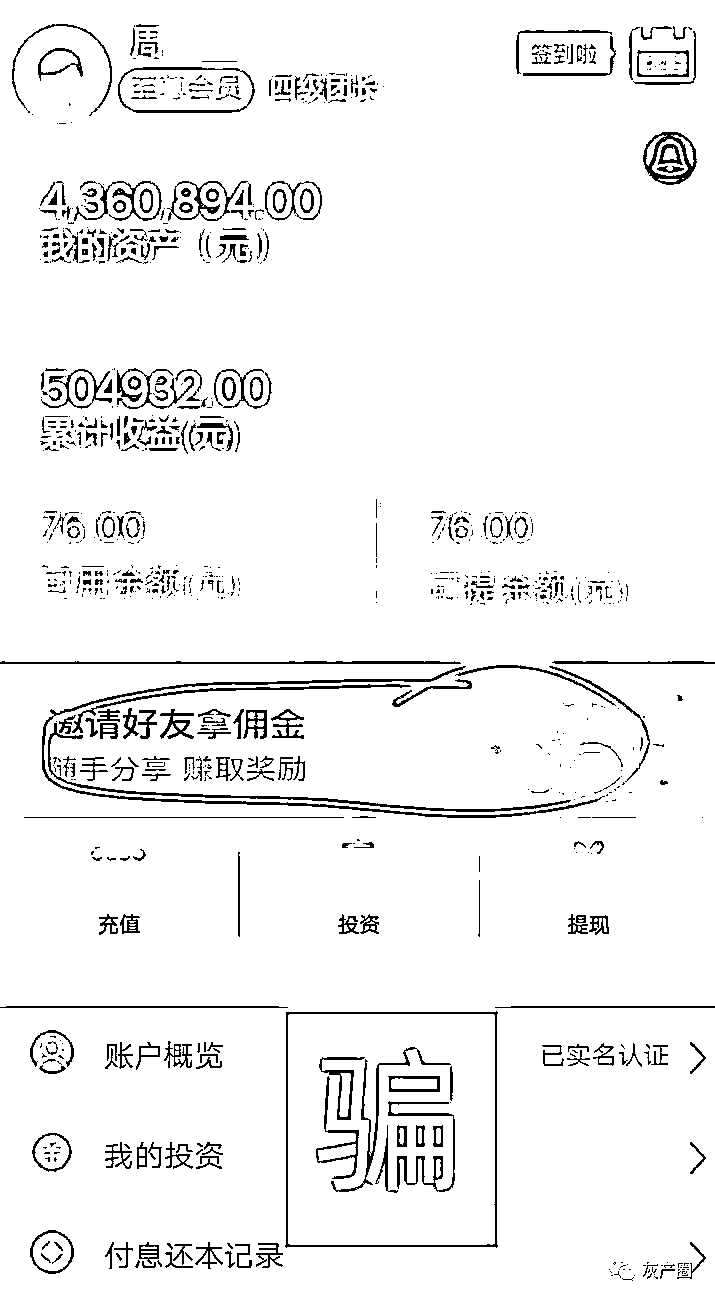 周
至尊会员 四级团长
签到啦
4,360,894.00
我的资产（元）
504932.00
累计收益(元)
76.00
可用金额(元)
76.00
可提金额(元)
邀请好友拿佣金
随手分享 赚取奖励
充值
投资
提现
账户概览
已实名认证
我的投资
付息还本记录
骗
灰产圈